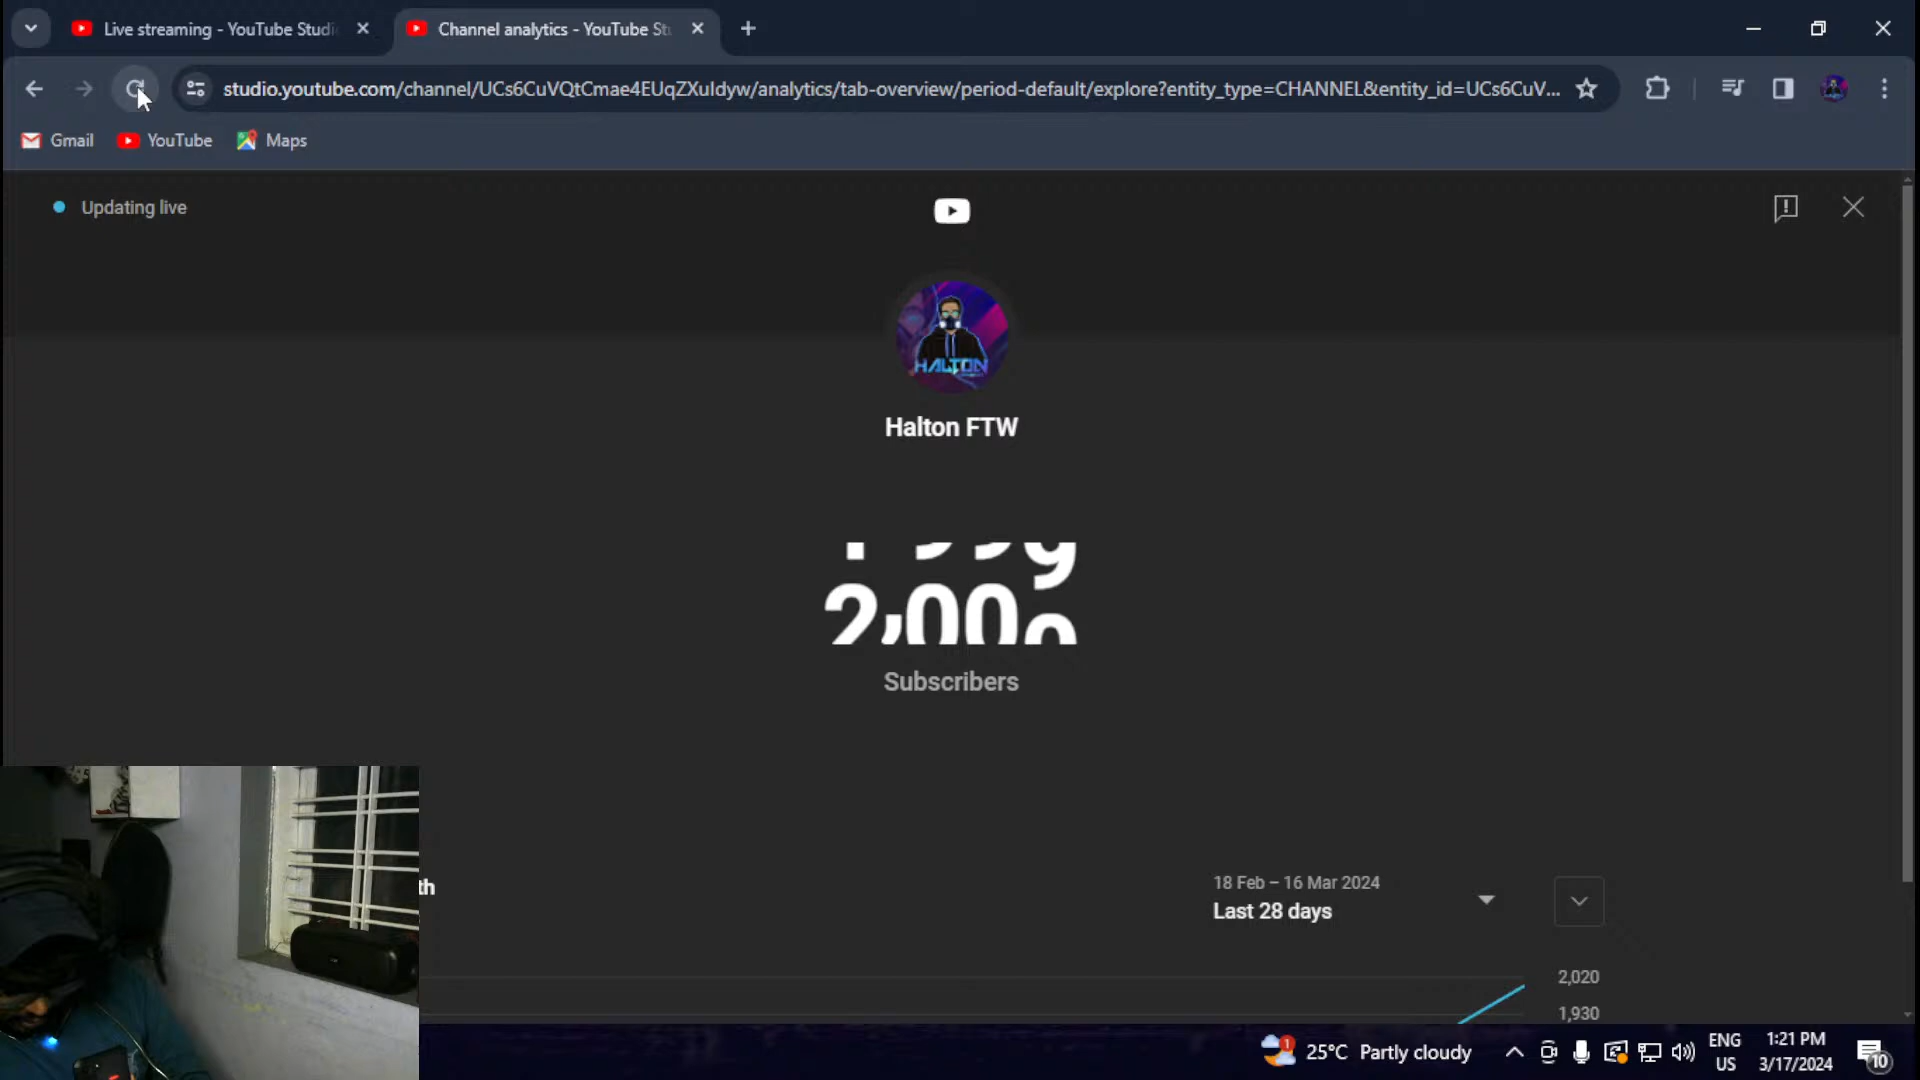 Live streaming - YouTube Studi
Channel analytics - YouTube St
studio.youtube.com/channel/UCs6CuVQtCmae4EUqZXuIdyw/analytics/tab-overview/period-default/explore?entity_type=CHANNEL&entity_id=UCs6CuV...
Gmail YouTube Maps
Updating live
HALTON
Halton FTW
2,00
Subscribers
th
18 Feb – 16 Mar 2024
Last 28 days
2,020
1,930
25°C Partly cloudy
ENG
US
1:21 PM
3/17/2024
10